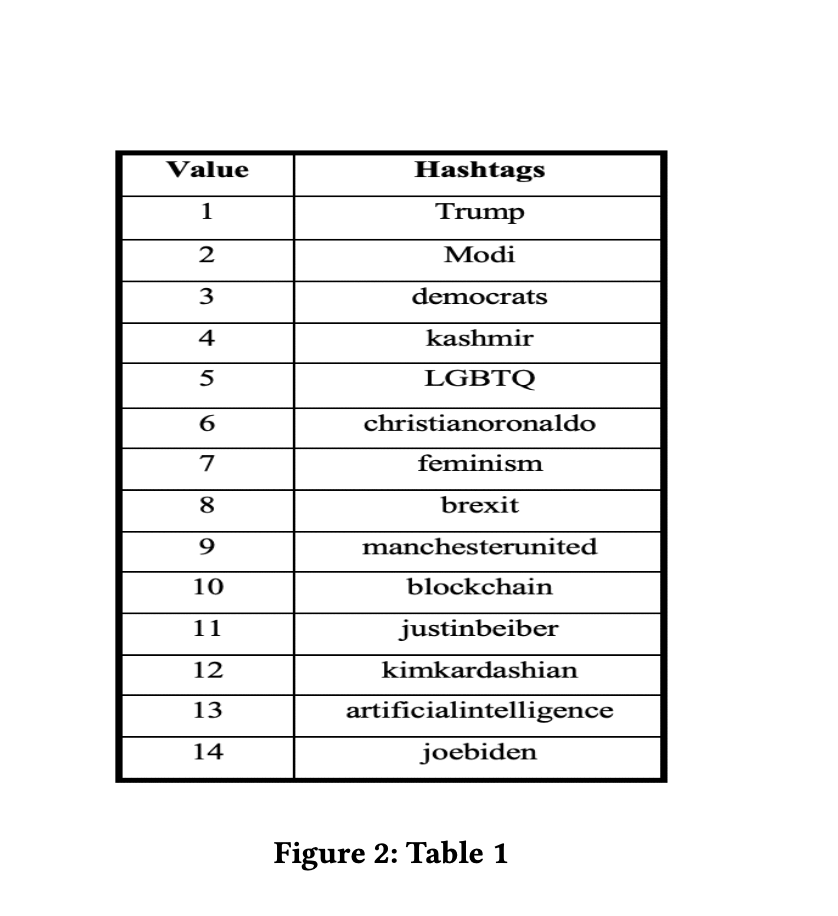 Value Hashtags
1 Trump
2 Modi
3 democrats
4 kashmir
5 LGBTQ
6 christianoronaldo
7 feminism
8 brexit
9 manchesterunited
10 blockchain
11 justinbeiber
12 kimkardashian
13 artificialintelligence
14 joebiden
Figure 2: Table 1